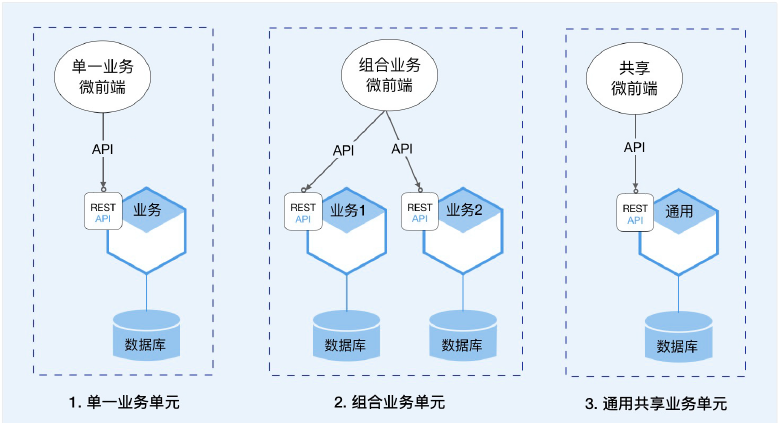 单一业务
微前端
API
REST
API
业务
数据库
1. 单一业务单元
组合业务
微前端
API
API
REST
API
业务1
REST
API
业务2
数据库
数据库
2. 组合业务单元
共享
微前端
API
REST
API
通用
数据库
3. 通用共享业务单元